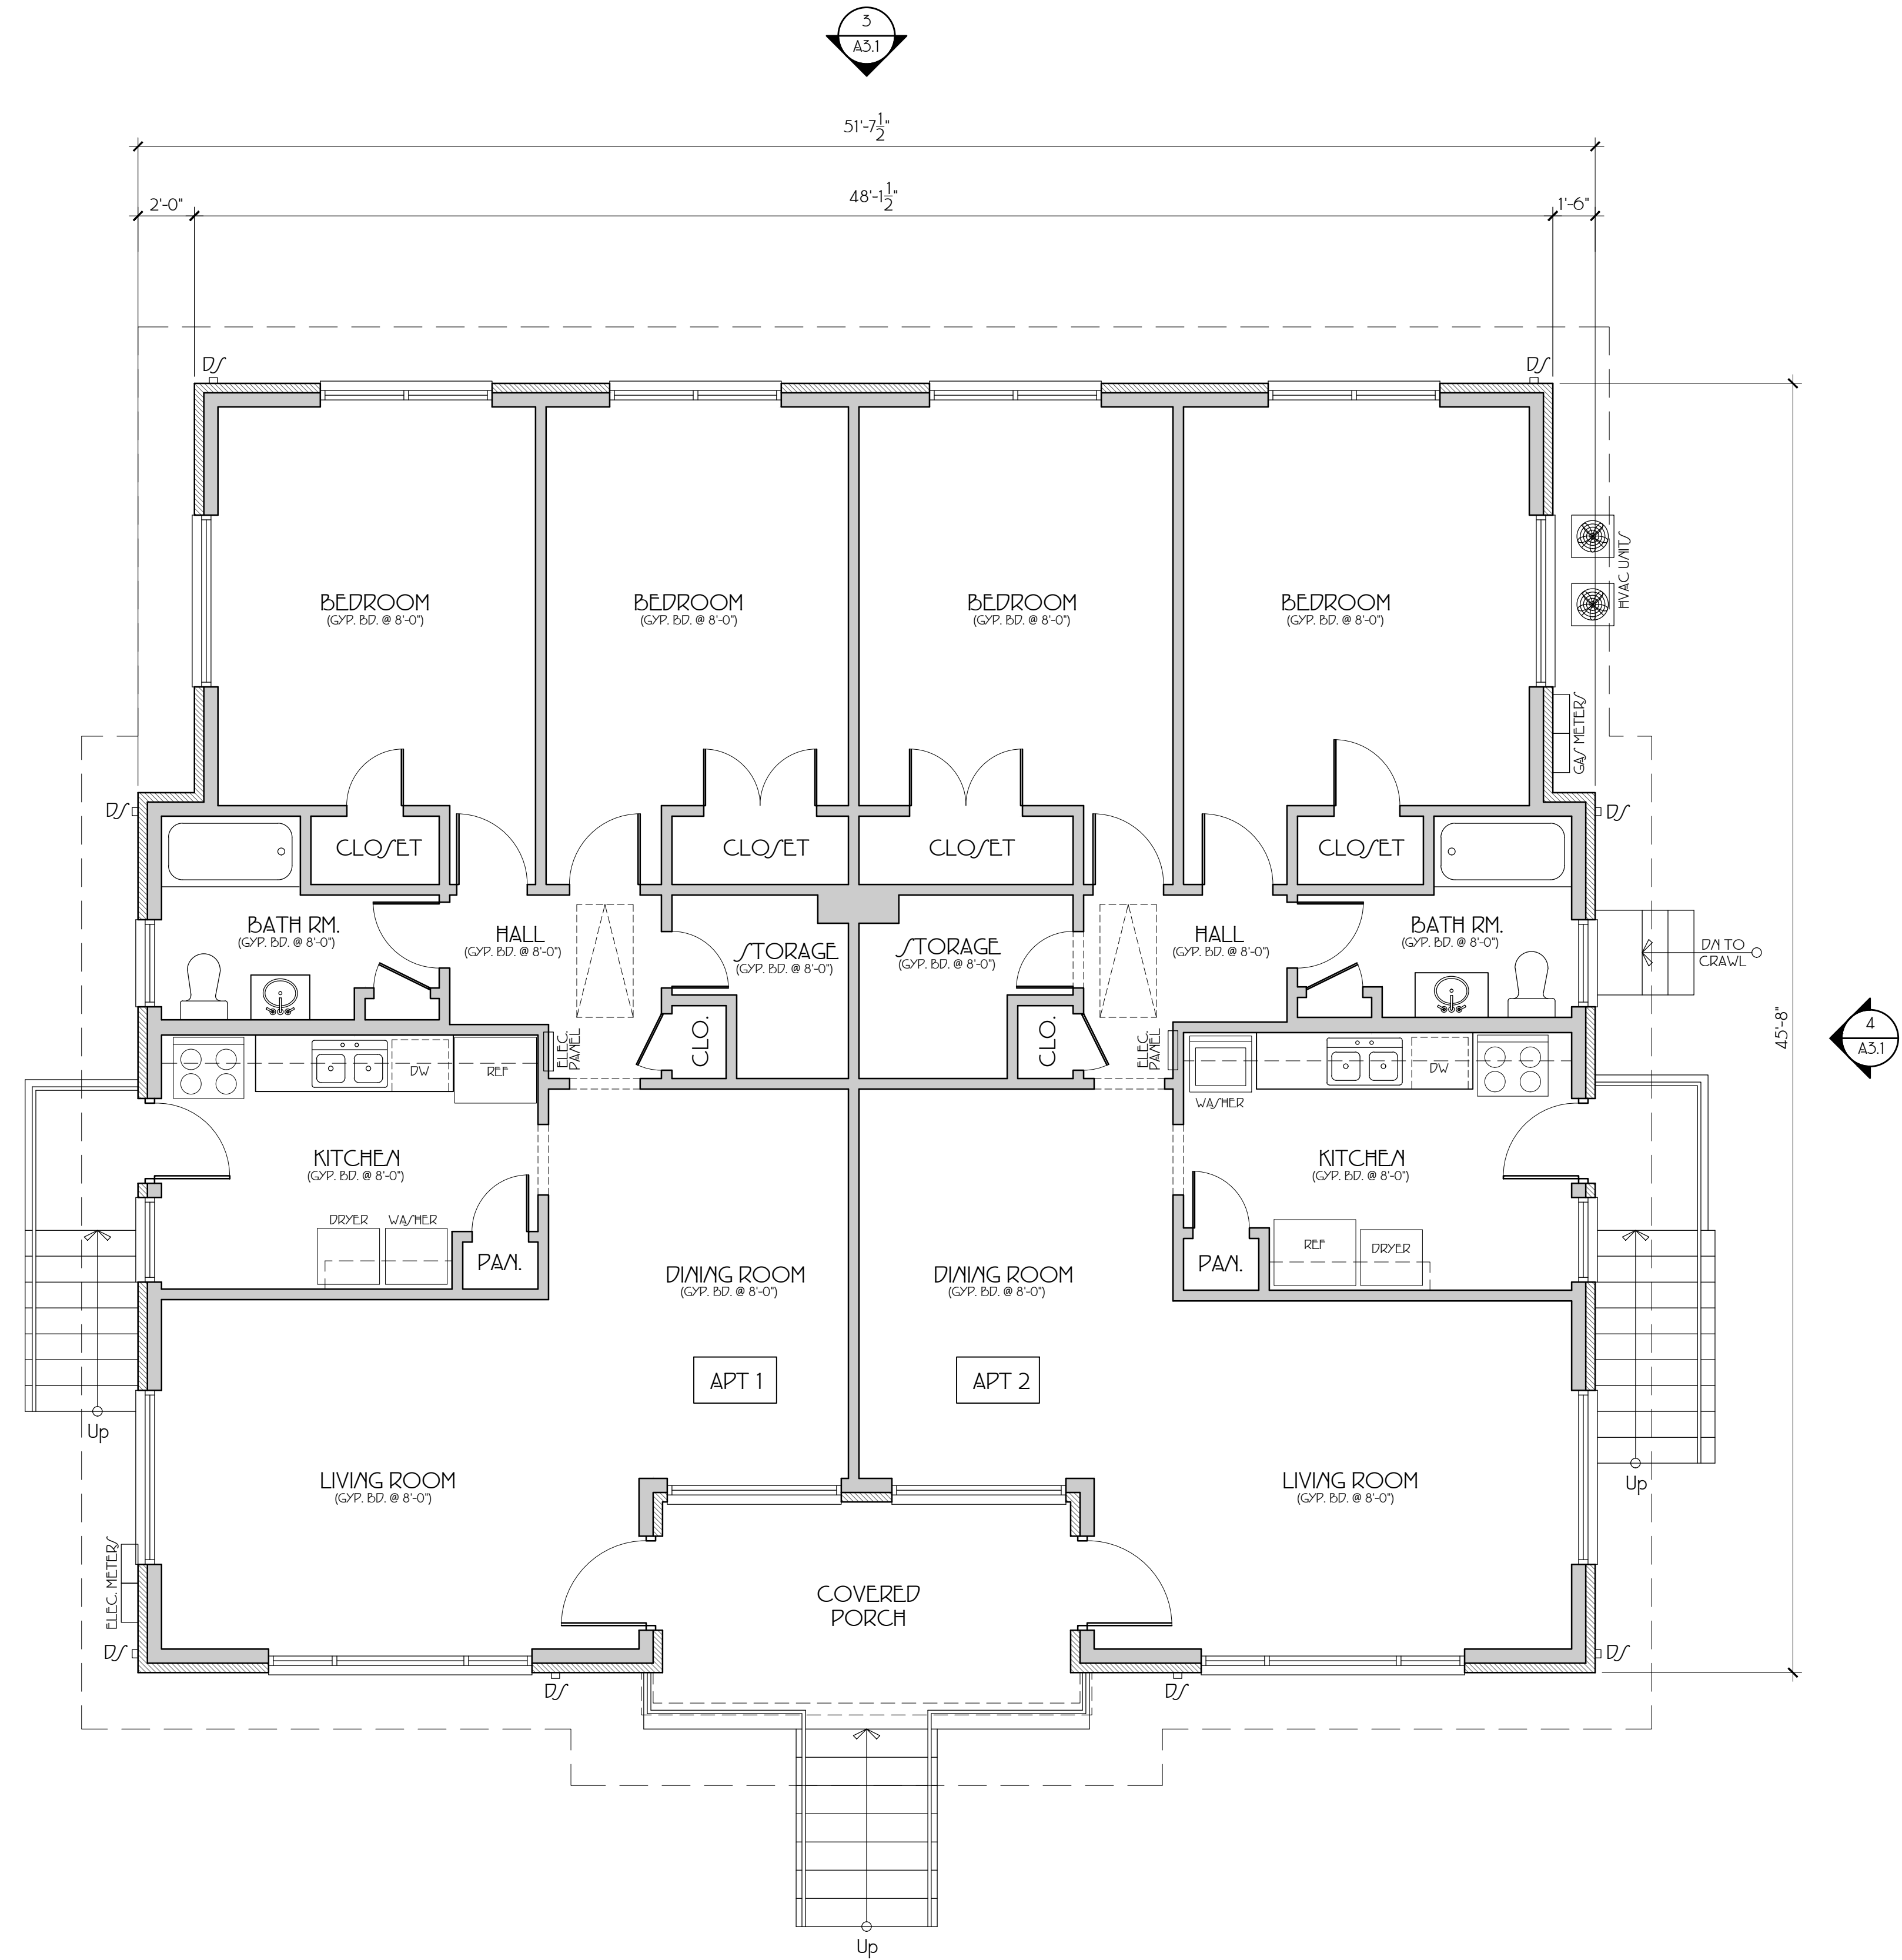 3
A3.1
51'-7 1/2"
48'-1 1/2"
2'-0"
1'-6"
DS
DS
HVAC UNITS
BEDROOM
(GYP. BD. @ 8'-0")
BEDROOM
(GYP. BD. @ 8'-0")
BEDROOM
(GYP. BD. @ 8'-0")
BEDROOM
(GYP. BD. @ 8'-0")
GAS METERS
DS
DS
CLOSET
CLOSET
CLOSET
CLOSET
BATH RM.
(GYP. BD. @ 8'-0")
HALL
(GYP. BD. @ 8'-0")
STORAGE
(GYP. BD. @ 8'-0")
STORAGE
(GYP. BD. @ 8'-0")
HALL
(GYP. BD. @ 8'-0")
BATH RM.
(GYP. BD. @ 8'-0")
DN TO
CRAWL
4
A3.1
45'-8"
CLO.
CLO.
ELEC.
PANEL
ELEC.
PANEL
DW
REF
WASHER
DW
KITCHEN
(GYP. BD. @ 8'-0")
KITCHEN
(GYP. BD. @ 8'-0")
DRYER
WASHER
PAN.
PAN.
REF
DRYER
DINING ROOM
(GYP. BD. @ 8'-0")
DINING ROOM
(GYP. BD. @ 8'-0")
APT 1
APT 2
Up
Up
LIVING ROOM
(GYP. BD. @ 8'-0")
LIVING ROOM
(GYP. BD. @ 8'-0")
ELEC. METERS
COVERED
PORCH
DS
DS
DS
DS
Up